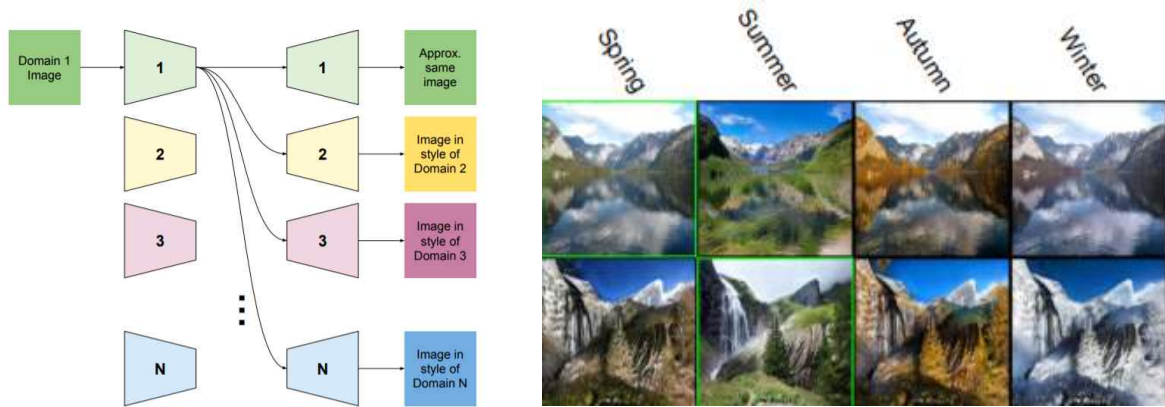 Domain 1
Image
1
1
Approx.
same
image
2
2
Image in
style of
Domain 2
3
3
Image in
style of
Domain 3
N
N
Image in
style of
Domain N
Spring
Summer
Autumn
Winter